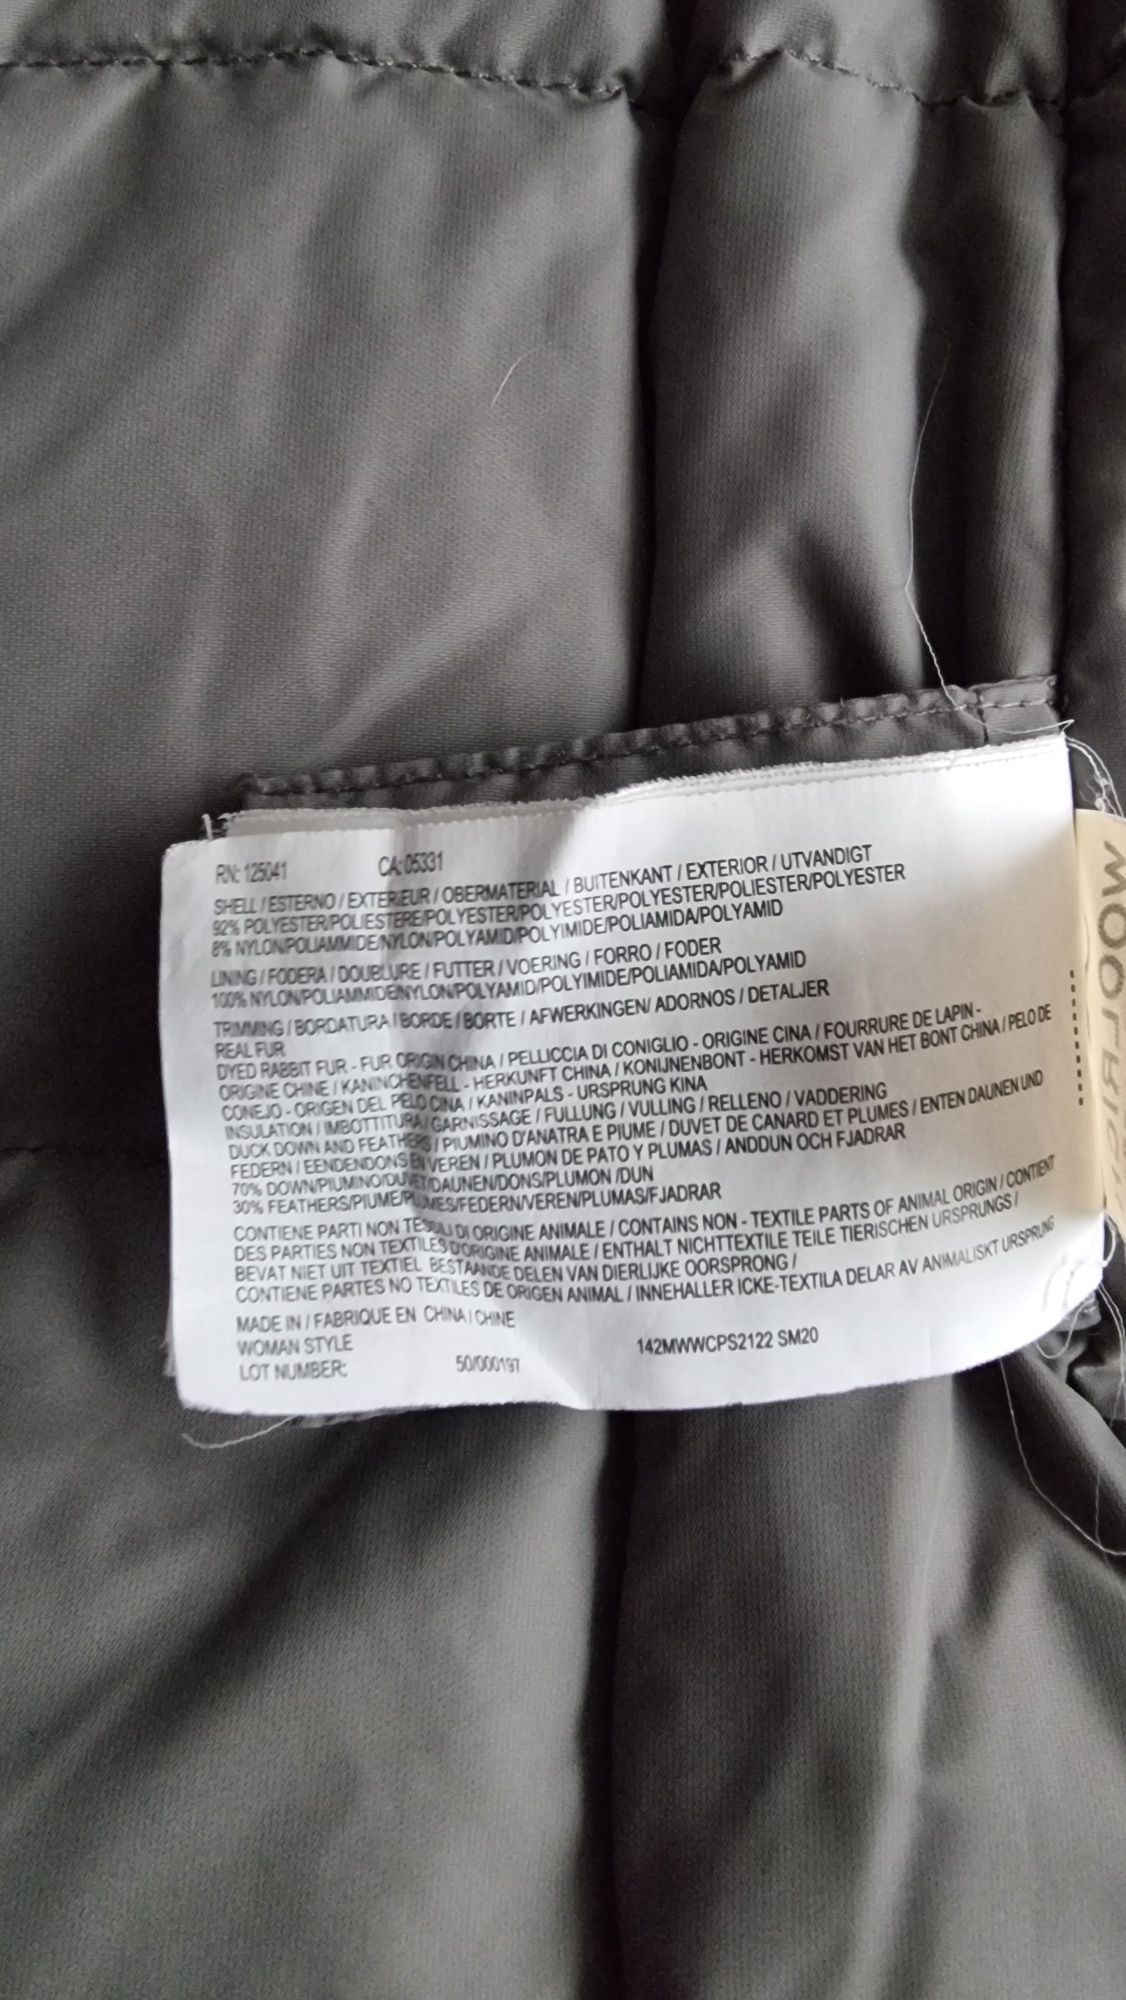 RN: 125041 CA: 05331
SHELL / ESTERNO / EXTERIEUR / OBERMATERIAL / BUITENKANT / EXTERIOR / UTVANDIGT
92% POLYESTER/POLIESTERE/POLYESTER/POLYESTER/POLYESTER/POLIESTER/POLYESTER
8% NYLON/POLIAMMIDE/NYLON/POLYAMID/POLYIMIDE/POLIAMIDA/POLYAMID
LINING / FODERA / DOUBLURE / FUTTER / VOERING / FORRO / FODER
100% NYLON/POLIAMMIDE/NYLON/POLYAMID/POLYIMIDE/POLIAMIDA/POLYAMID
TRIMMING / BORDATURA / BORDE / BORTE / AFWERKINGEN/ ADORNOS / DETALJER
REAL FUR
DYED RABBIT FUR - FUR ORIGIN CHINA / PELLICCIA DI CONIGLIO - ORIGINE CINA / FOURRURE DE LAPIN -
ORIGINE CHINE / KANINCHENFELL - HERKUNFT CHINA / KONIJNENBONT - HERKOMST VAN HET BONT CHINA / PELO DE
CONEJO - ORIGEN DEL PELO CINA / KANINPALS - URSPRUNG KINA
INSULATION / IMBOTTITURA / GARNISSAGE / FULLUNG / VULLING / RELLENO / VADDERING
DUCK DOWN AND FEATHERS / PIUMINO D'ANATRA E PIUME / DUVET DE CANARD ET PLUMES / ENTEN DAUNEN UND
FEDERN / EENDENDONS EN VEREN / PLUMON DE PATO Y PLUMAS / ANDDUN OCH FJADRAR
70% DOWN/PIUMINO/DUVET/DAUNEN/DONS/PLUMON /DUN
30% FEATHERS/PIUME/PLUMES/FEDERN/VEREN/PLUMAS/FJADRAR
CONTIENE PARTI NON TESSILI DI ORIGINE ANIMALE / CONTAINS NON - TEXTILE PARTS OF ANIMAL ORIGIN / CONTIENT
DES PARTIES NON TEXTILES D'ORIGINE ANIMALE / ENTHALT NICHTTEXTILE TEILE TIERISCHEN URSPRUNGS /
BEVAT NIET UIT TEXTIEL BESTAANDE DELEN VAN DIERLIJKE OORSPRONG /
CONTIENE PARTES NO TEXTILES DE ORIGEN ANIMAL / INNEHALLER ICKE-TEXTILA DELAR AV ANIMALISKT URSPRUNG
MADE IN / FABRIQUE EN CHINA / CHINE
WOMAN STYLE 142MWWCPS2122 SM20
LOT NUMBER: 50/000197